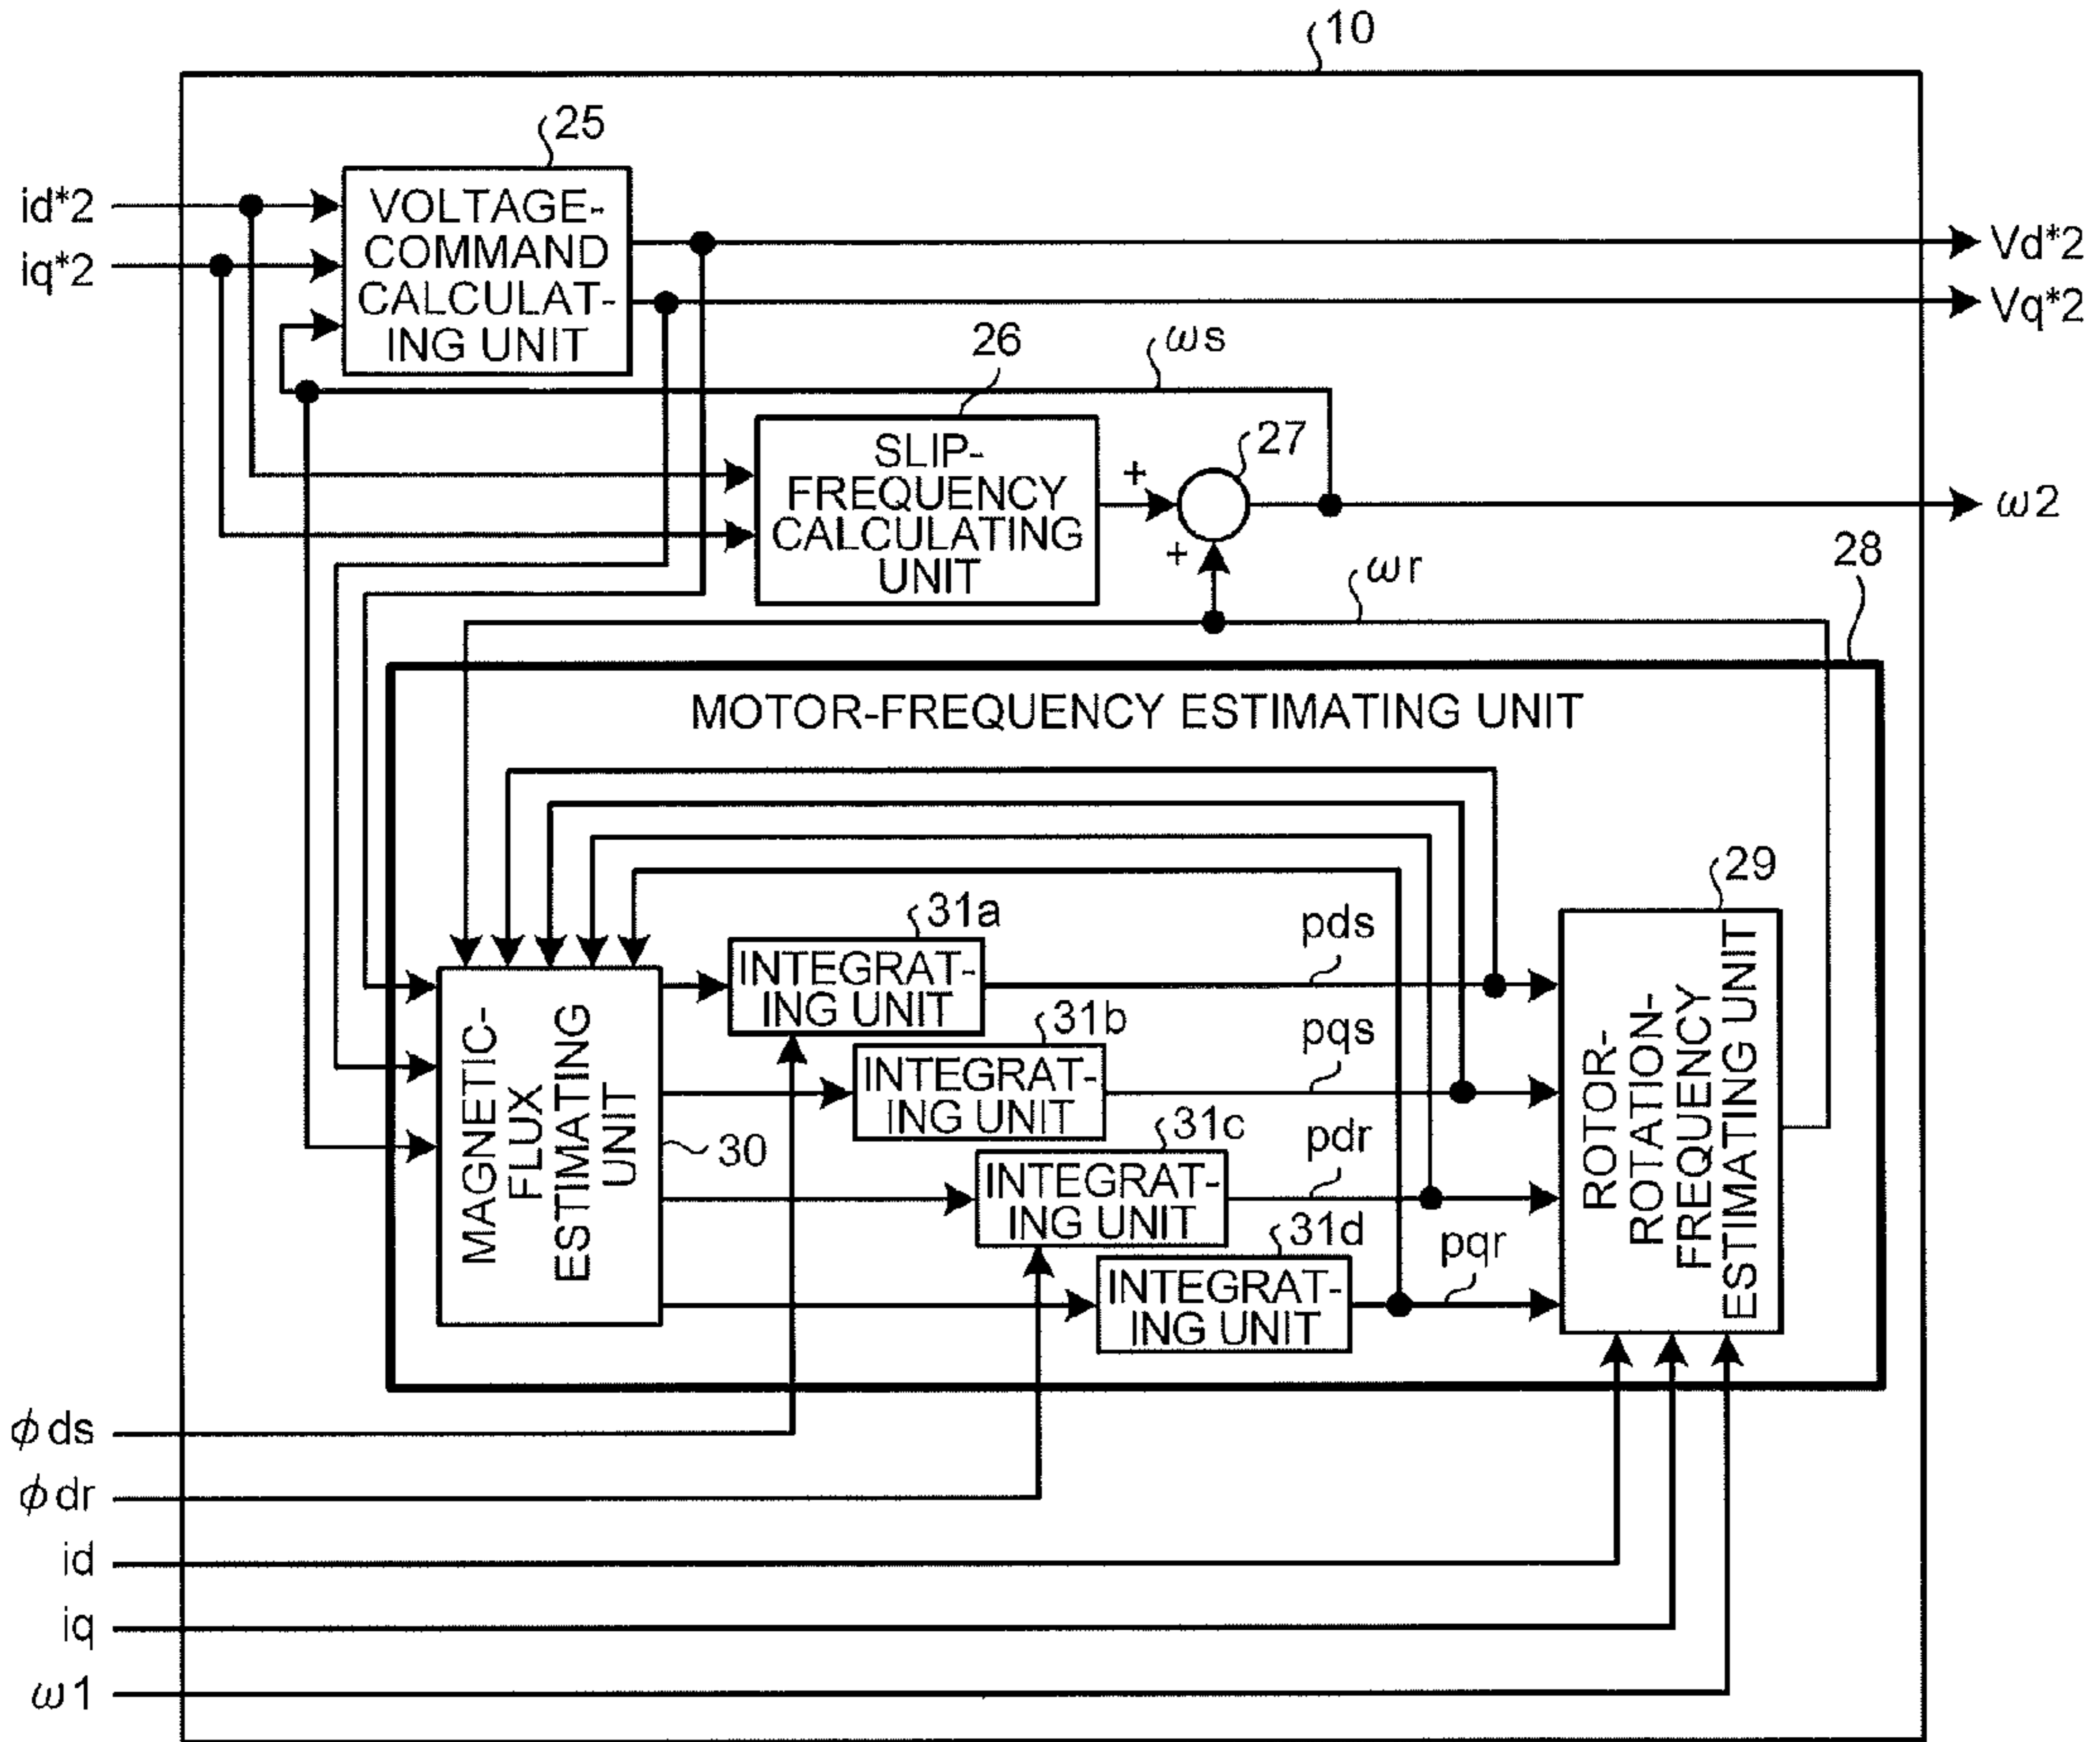 10
25
id*2
iq*2
VOLTAGE-
COMMAND
CALCULAT-
ING UNIT
Vd*2
Vq*2
26
ωs
SLIP-
FREQUENCY
CALCULATING
UNIT
+
+
27
ω2
ωr
28
MOTOR-FREQUENCY ESTIMATING UNIT
29
31a
INTEGRAT-
ING UNIT
pds
31b
INTEGRAT-
ING UNIT
pqs
31c
INTEGRAT-
ING UNIT
pdr
31d
INTEGRAT-
ING UNIT
pqr
MAGNETIC-
FLUX
ESTIMATING
UNIT
30
ROTOR-
ROTATION-
FREQUENCY
ESTIMATING UNIT
ϕds
ϕdr
id
iq
ω1